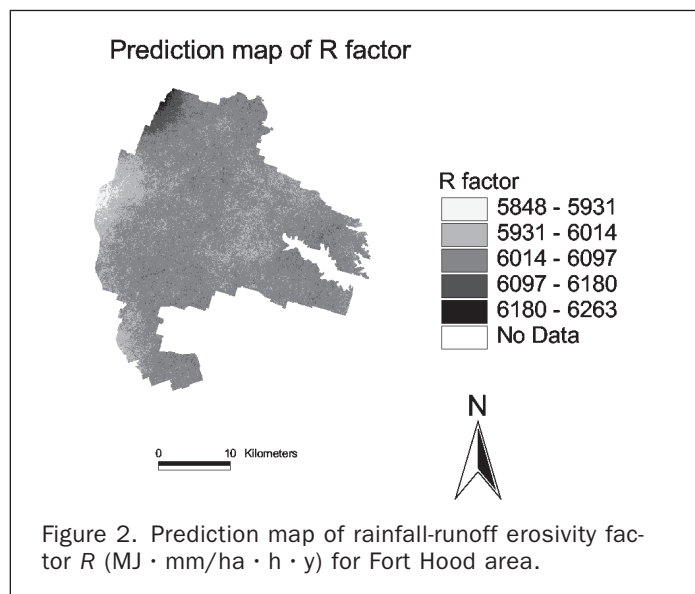 Prediction map of R factor
R factor
5848 - 5931
5931 - 6014
6014 - 6097
6097 - 6180
6180 - 6263
No Data
N
0 10 Kilometers
Figure 2. Prediction map of rainfall-runoff erosivity fac-
tor R (MJ · mm/ha · h · y) for Fort Hood area.